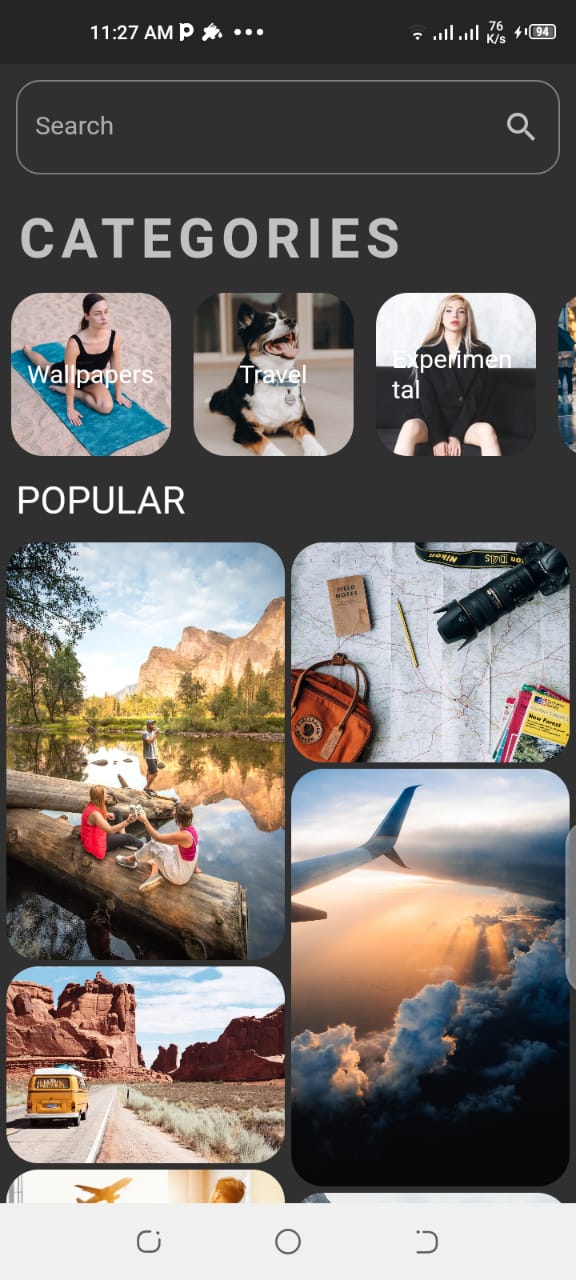 11:27 AM
76
K/s
94
Search
CATEGORIES
Wallpapers
Travel
Experimen
tal
POPULAR
Nikon
FIELD
NOTES
New Forest